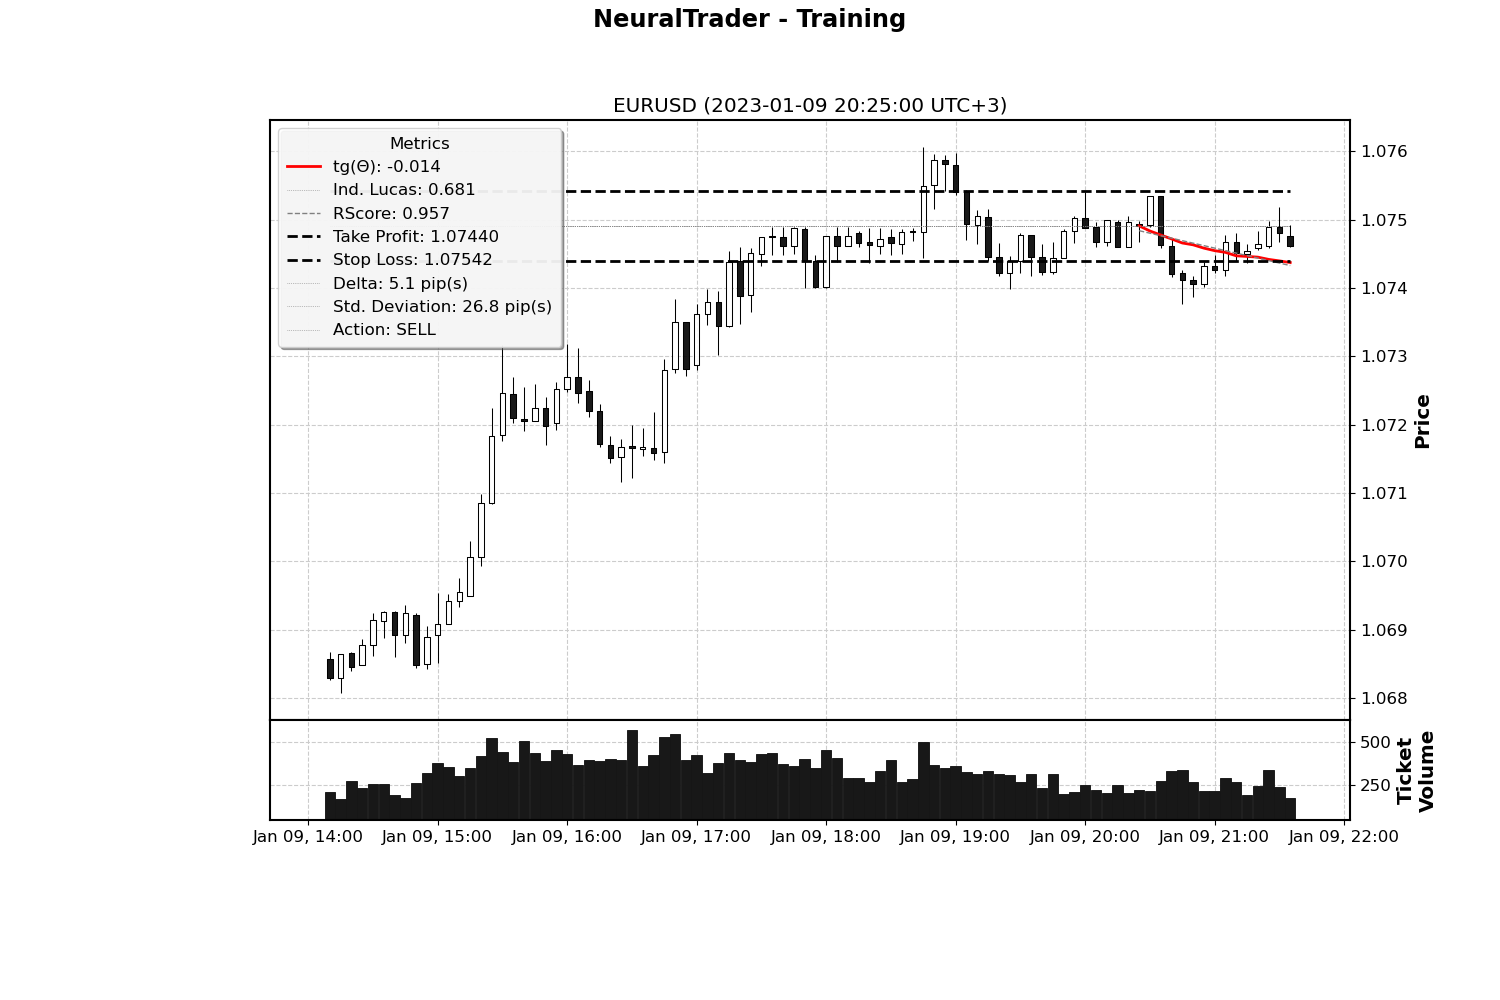 NeuralTrader - Training
EURUSD (2023-01-09 20:25:00 UTC+3)
Metrics
tg(Θ): -0.014
Ind. Lucas: 0.681
RScore: 0.957
Take Profit: 1.07440
Stop Loss: 1.07542
Delta: 5.1 pip(s)
Std. Deviation: 26.8 pip(s)
Action: SELL
1.076
1.075
1.074
1.073
1.072
1.071
1.070
1.069
1.068
Price
500
250
Ticket
Volume
Jan 09, 14:00
Jan 09, 15:00
Jan 09, 16:00
Jan 09, 17:00
Jan 09, 18:00
Jan 09, 19:00
Jan 09, 20:00
Jan 09, 21:00
Jan 09, 22:00